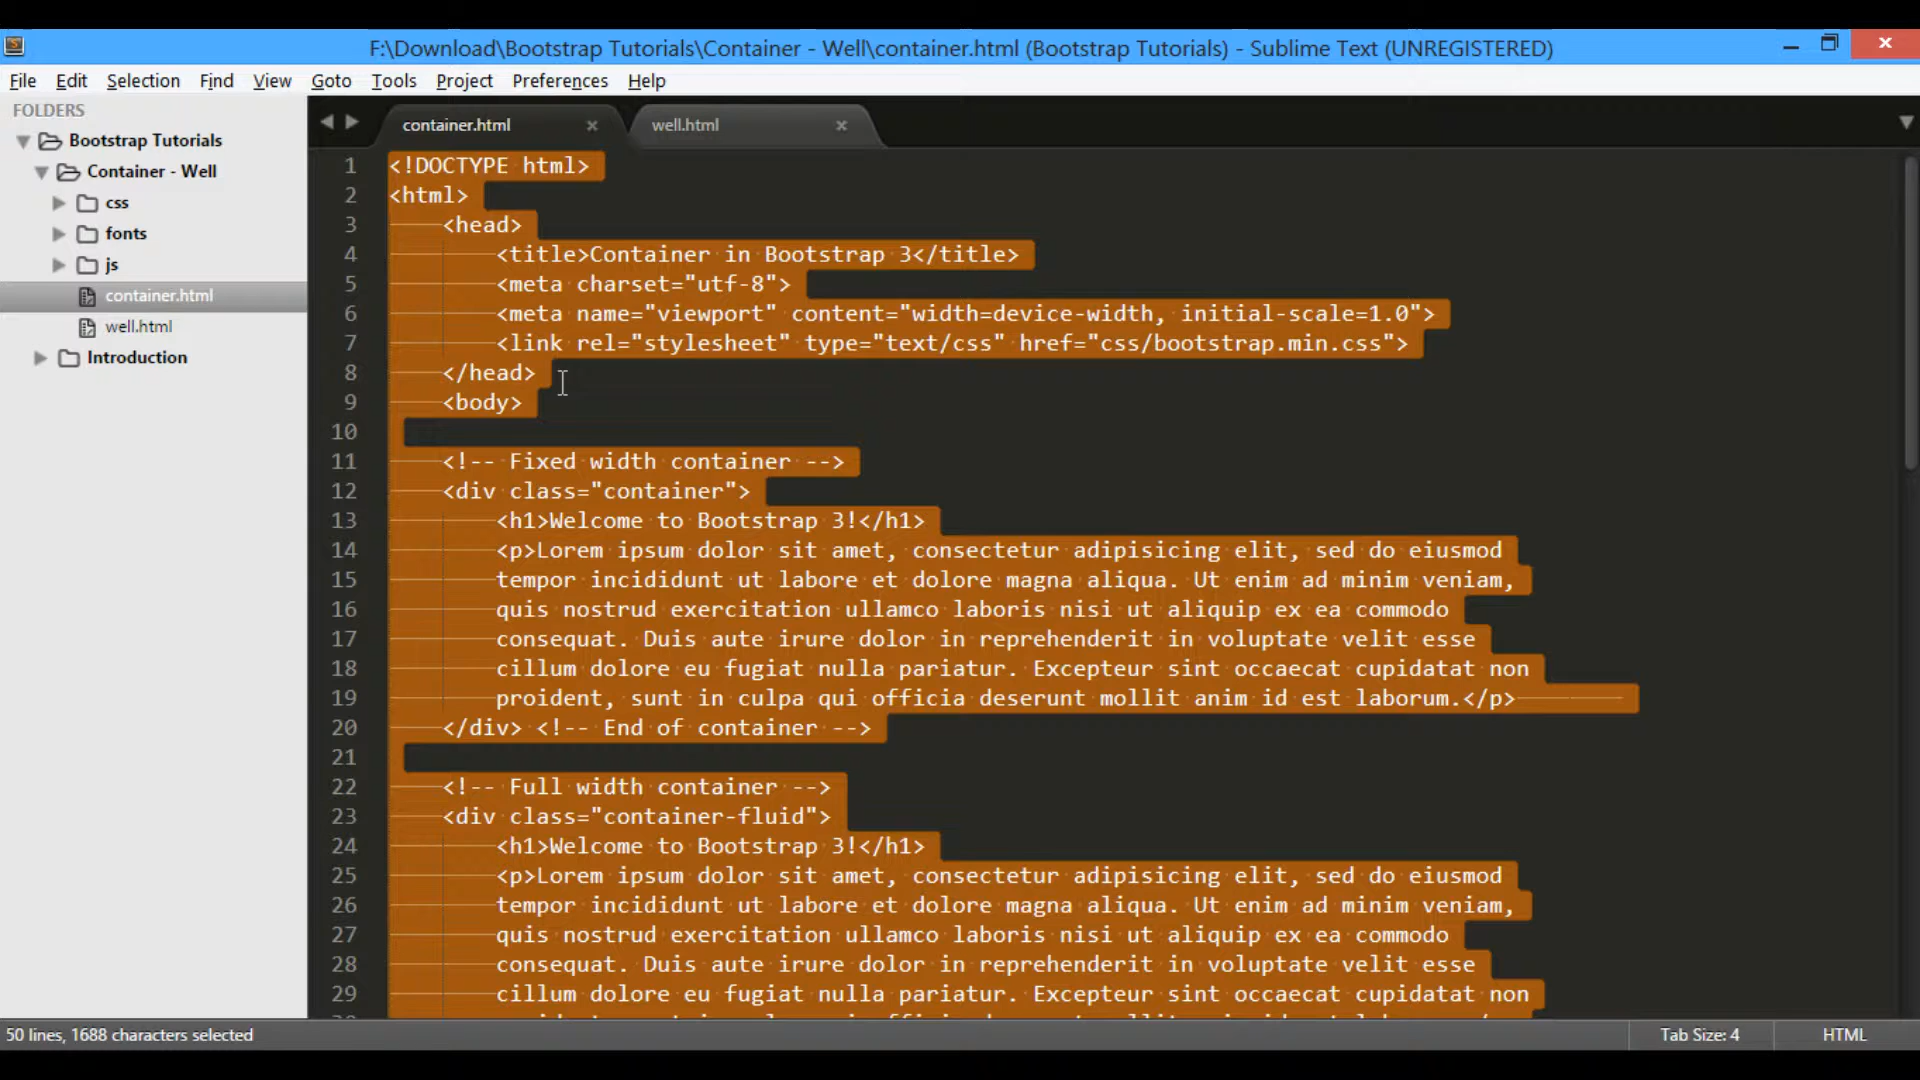 F:\Download\Bootstrap Tutorials\Container - Well\container.html (Bootstrap Tutorials) - Sublime Text (UNREGISTERED)
File Edit Selection Find View Goto Tools Project Preferences Help
FOLDERS
Bootstrap Tutorials
Container - Well
css
fonts
js
container.html
well.html
Introduction
container.html well.html
1 <!DOCTYPE html>
2 <html>
3 <head>
4 <title>Container in Bootstrap 3</title>
5 <meta charset="utf-8">
6 <meta name="viewport" content="width=device-width, initial-scale=1.0">
7 <link rel="stylesheet" type="text/css" href="css/bootstrap.min.css">
8 </head>
9 <body>
10
11 <!-- Fixed width container -->
12 <div class="container">
13 <h1>Welcome to Bootstrap 3!</h1>
14 <p>Lorem ipsum dolor sit amet, consectetur adipisicing elit, sed do eiusmod
15 tempor incididunt ut labore et dolore magna aliqua. Ut enim ad minim veniam,
16 quis nostrud exercitation ullamco laboris nisi ut aliquip ex ea commodo
17 consequat. Duis aute irure dolor in reprehenderit in voluptate velit esse
18 cillum dolore eu fugiat nulla pariatur. Excepteur sint occaecat cupidatat non
19 proident, sunt in culpa qui officia deserunt mollit anim id est laborum.</p>
20 </div> <!-- End of container -->
21
22 <!-- Full width container -->
23 <div class="container-fluid">
24 <h1>Welcome to Bootstrap 3!</h1>
25 <p>Lorem ipsum dolor sit amet, consectetur adipisicing elit, sed do eiusmod
26 tempor incididunt ut labore et dolore magna aliqua. Ut enim ad minim veniam,
27 quis nostrud exercitation ullamco laboris nisi ut aliquip ex ea commodo
28 consequat. Duis aute irure dolor in reprehenderit in voluptate velit esse
29 cillum dolore eu fugiat nulla pariatur. Excepteur sint occaecat cupidatat non
50 lines, 1688 characters selected Tab Size: 4 HTML